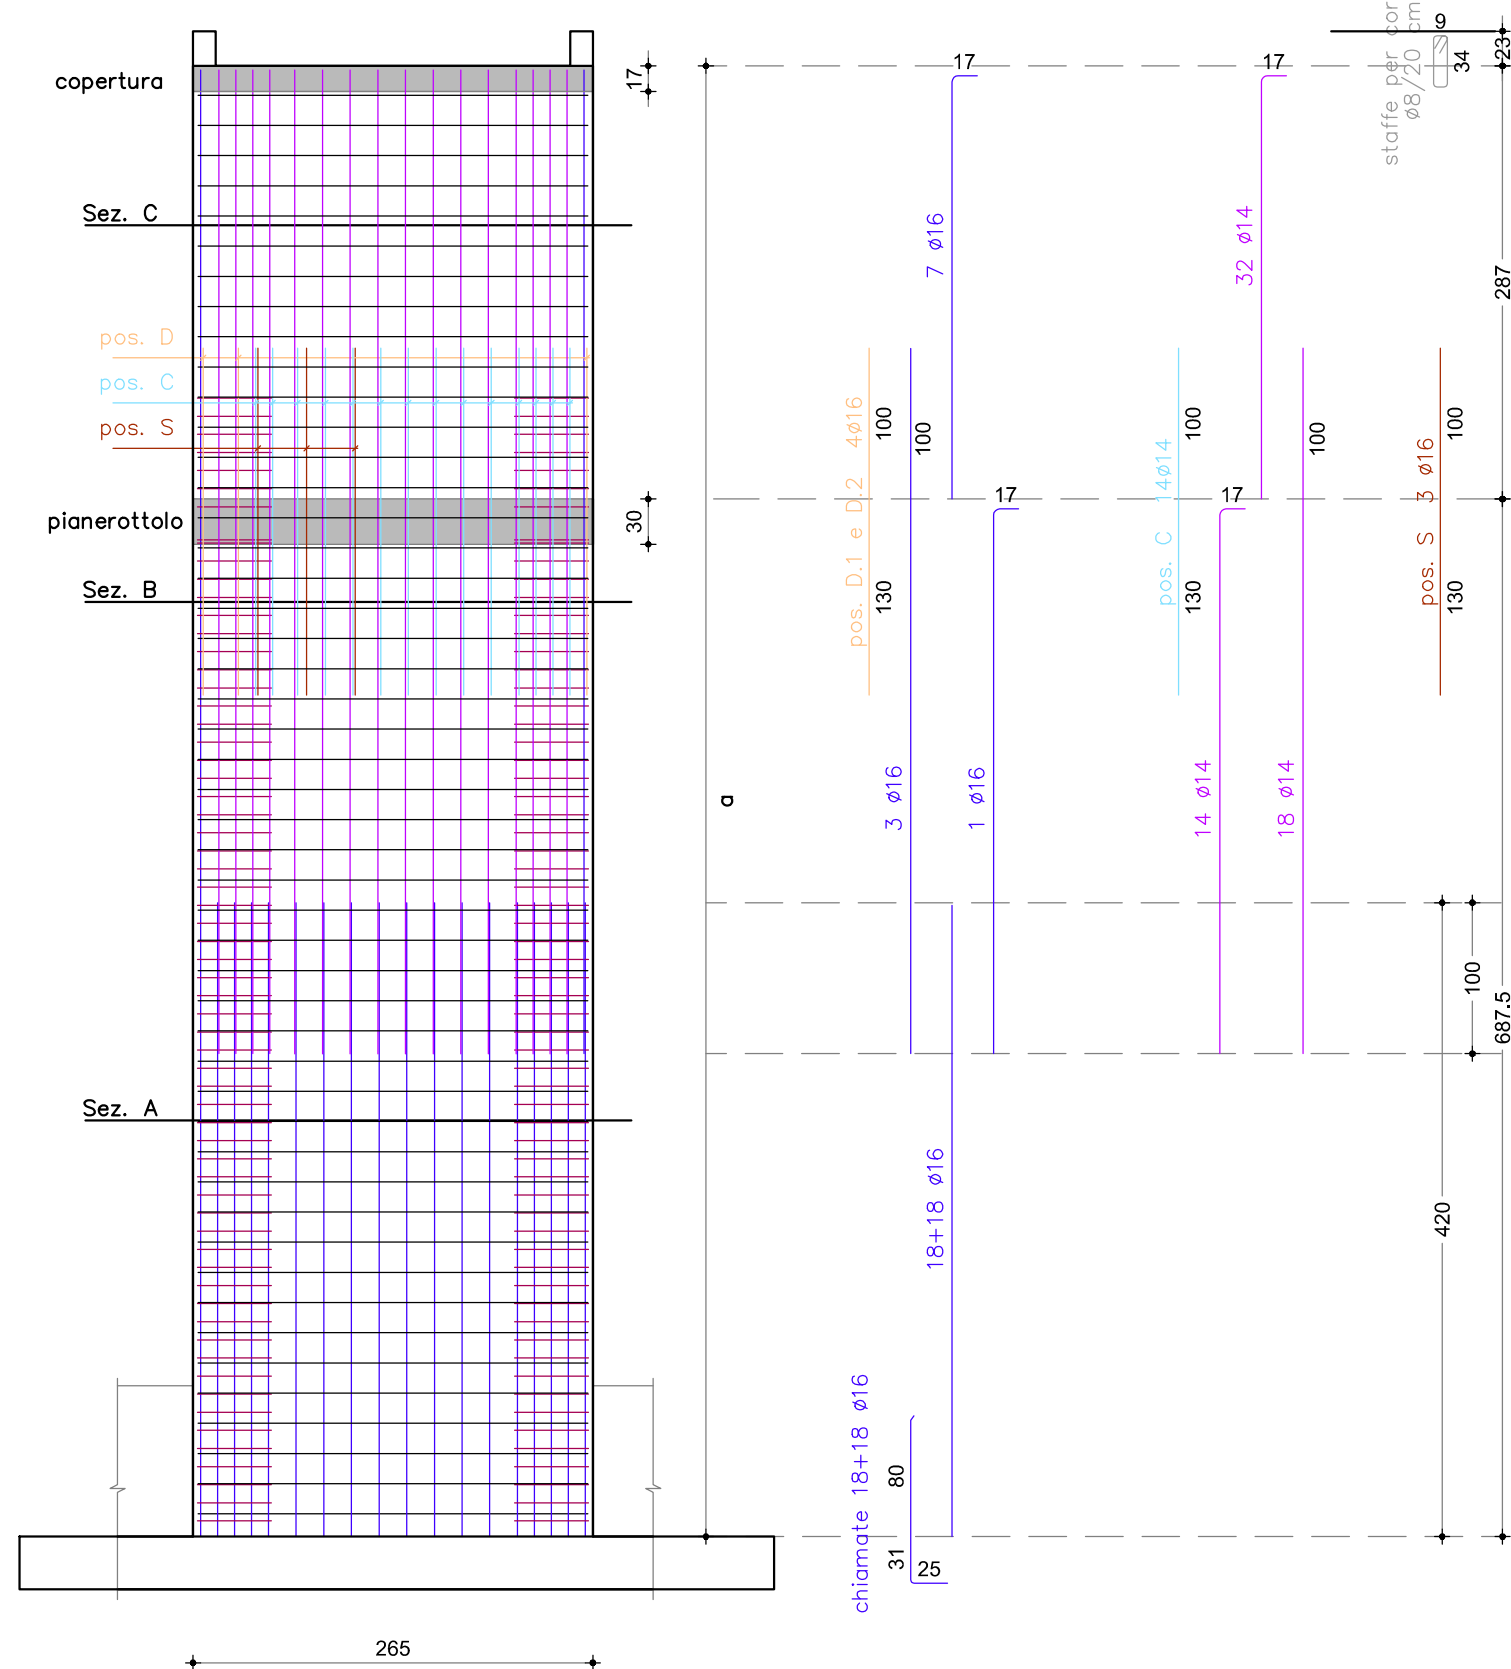 copertura
Sez. C
pos. D
pos. C
pos. S
pianerottolo
Sez. B
Sez. A
265
17
30
a
17
7 ø16
17
32 ø14
staffe per cor
ø8/20 cm
9
34
23
287
pos. D.1 e D.2 4ø16
100
130
100
pos. C 14ø14
100
130
100
pos. S 3 ø16
100
130
17
17
3 ø16
1 ø16
14 ø14
18 ø14
100
687.5
420
18+18 ø16
chiamate 18+18 ø16
80
31
25